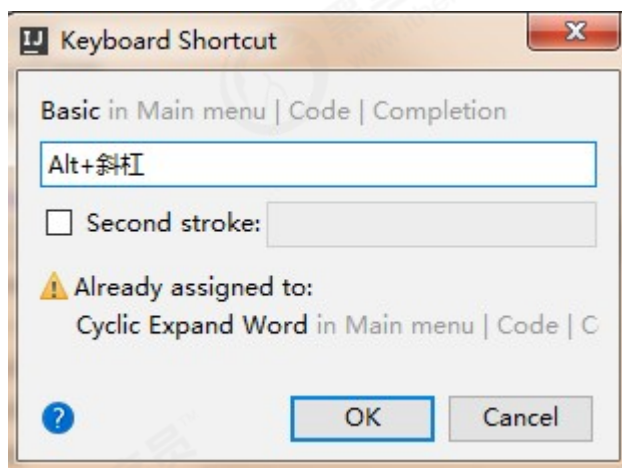 IJ Keyboard Shortcut
Basic in Main menu | Code | Completion
Alt+斜杠
Second stroke:
Already assigned to:
Cyclic Expand Word in Main menu | Code | C
? OK Cancel